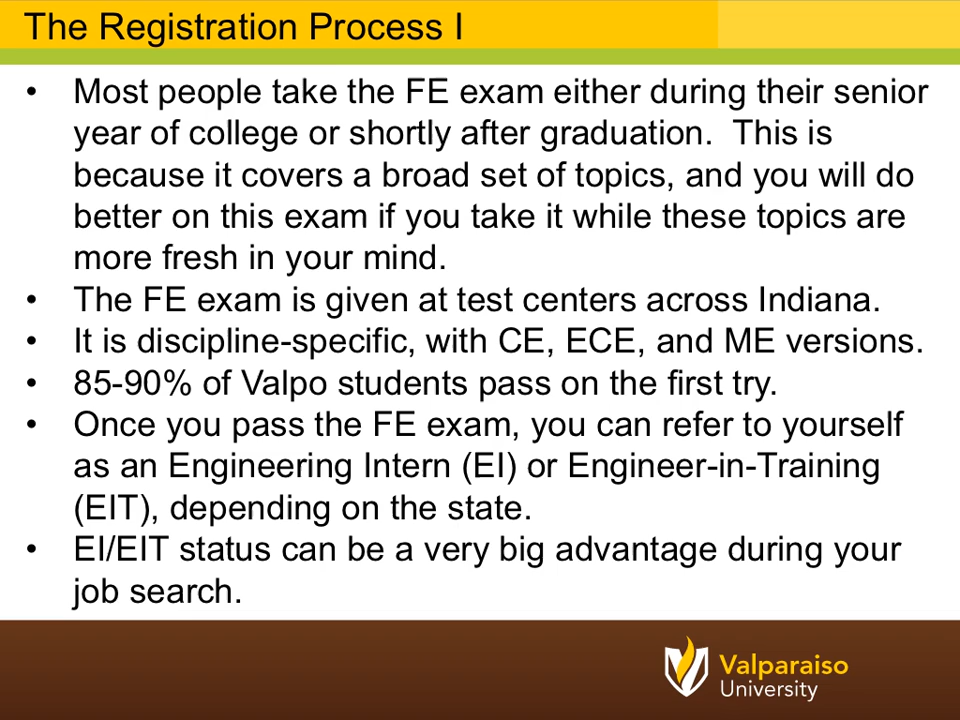 The Registration Process I
• Most people take the FE exam either during their senior
year of college or shortly after graduation.  This is
because it covers a broad set of topics, and you will do
better on this exam if you take it while these topics are
more fresh in your mind.
• The FE exam is given at test centers across Indiana.
• It is discipline-specific, with CE, ECE, and ME versions.
• 85-90% of Valpo students pass on the first try.
• Once you pass the FE exam, you can refer to yourself
as an Engineering Intern (EI) or Engineer-in-Training
(EIT), depending on the state.
• EI/EIT status can be a very big advantage during your
job search.
Valparaiso
University